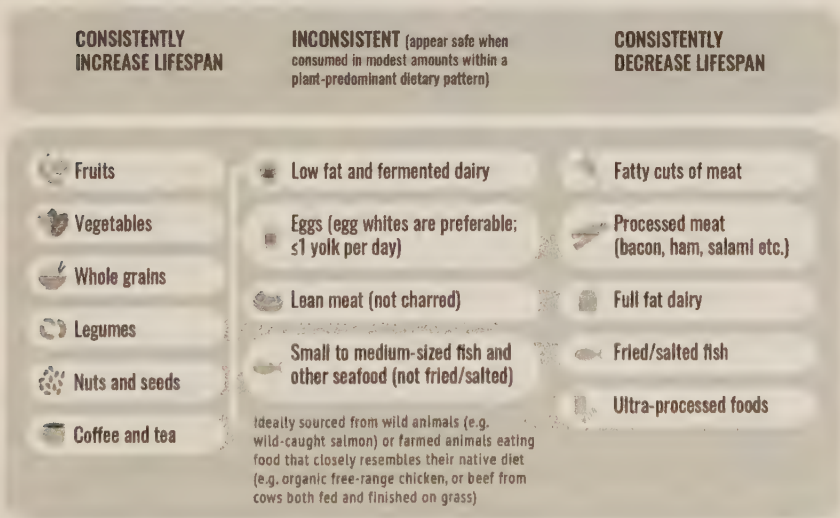 CONSISTENTLY
INCREASE LIFESPAN
INCONSISTENT (appear safe when
consumed in modest amounts within a
plant-predominant dietary pattern)
CONSISTENTLY
DECREASE LIFESPAN
Fruits
Vegetables
Whole grains
Legumes
Nuts and seeds
Coffee and tea
Low fat and fermented dairy
Eggs (egg whites are preferable;
≤1 yolk per day)
Lean meat (not charred)
Small to medium-sized fish and
other seafood (not fried/salted)
Ideally sourced from wild animals (e.g.
wild-caught salmon) or farmed animals eating
food that closely resembles their native diet
(e.g. organic free-range chicken, or beef from
cows both fed and finished on grass)
Fatty cuts of meat
Processed meat
(bacon, ham, salami etc.)
Full fat dairy
Fried/salted fish
Ultra-processed foods